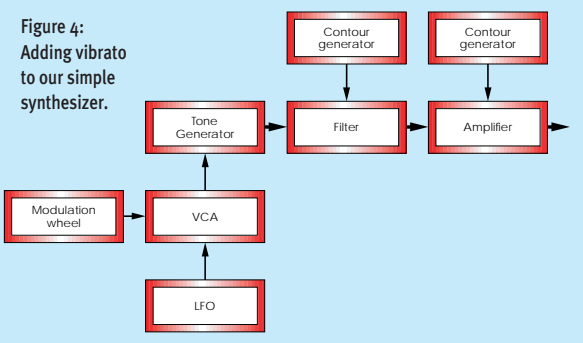 Figure 4:
Adding vibrato
to our simple
synthesizer.
Contour
generator
Contour
generator
Tone
Generator
Filter
Amplifier
Modulation
wheel
VCA
LFO